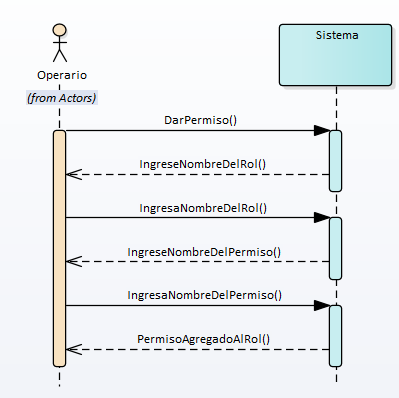 Sistema
Operario
(from Actors)
DarPermiso()
IngreseNombreDelRol()
IngresaNombreDelRol()
IngreseNombreDelPermiso()
IngresaNombreDelPermiso()
PermisoAgregadoAlRol()